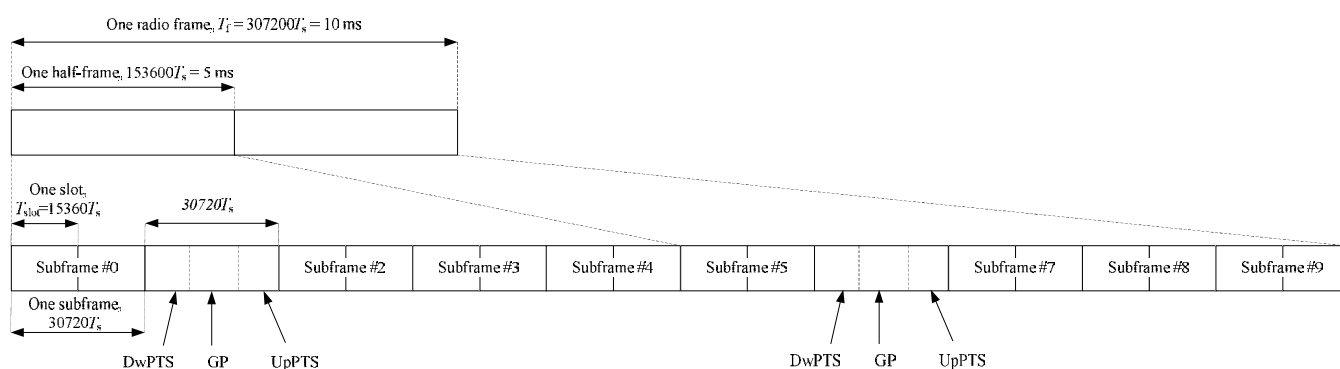 One radio frame, Tf = 307200Ts = 10 ms
One half-frame, 153600Ts = 5 ms
One slot,
Tslot=15360Ts
30720Ts
Subframe #0
Subframe #2
Subframe #3
Subframe #4
Subframe #5
Subframe #7
Subframe #8
Subframe #9
One subframe,
30720Ts
DwPTS
GP
UpPTS
DwPTS
GP
UpPTS